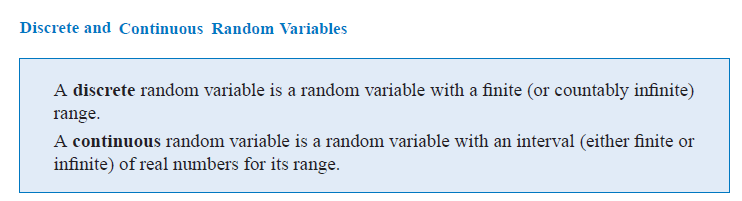 Discrete and Continuous Random Variables
A discrete random variable is a random variable with a finite (or countably infinite)
range.
A continuous random variable is a random variable with an interval (either finite or
infinite) of real numbers for its range.